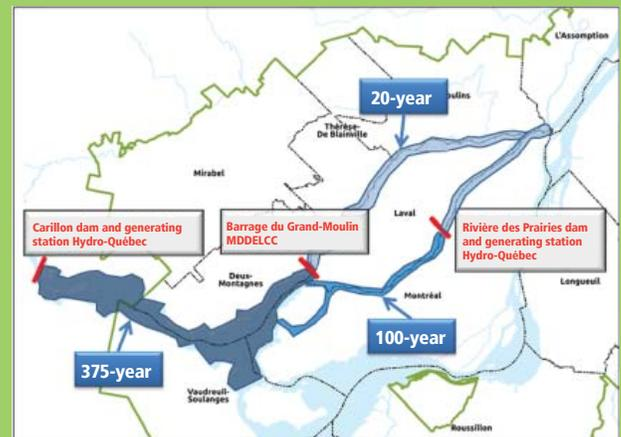 L'Assomption
20-year
oulins
Thérèse-
De Blainville
Mirabel
Carillon dam and generating
station Hydro-Québec
Barrage du Grand-Moulin
MDDELCC
Laval
Rivière des Prairies dam
and generating station
Hydro-Québec
Deux-
Montagnes
Longueuil
Montréal
100-year
375-year
Vaudreuil-
Soulanges
Roussillon